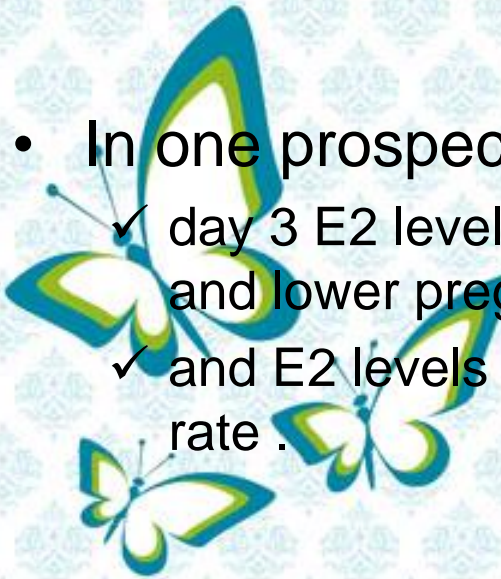 • In one prospec
✓ day 3 E2 level
and lower preg
✓ and E2 levels
rate .